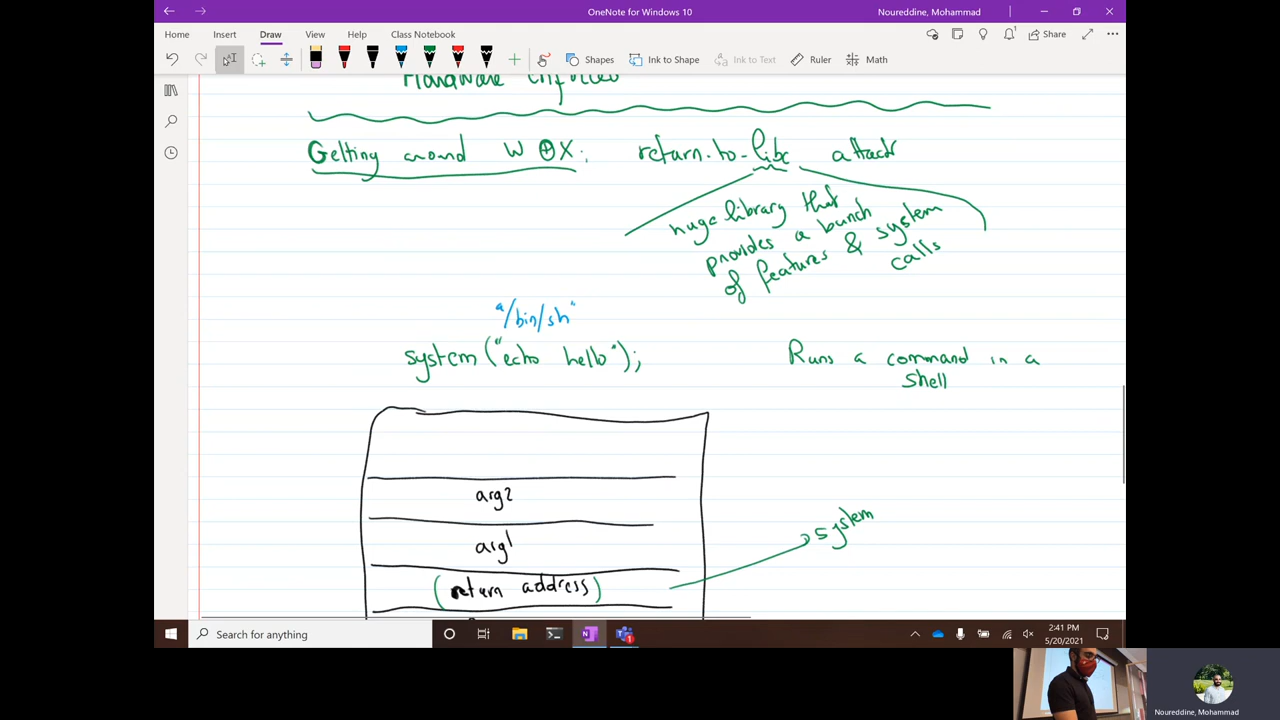 OneNote for Windows 10
Noureddine, Mohammad
Home Insert Draw View Help Class Notebook
Share
Shapes Ink to Shape Ink to Text Ruler Math
Hardware Enforced
Getting around W ⊕ X: return-to-libc attack
huge library that
provides a bunch
of features & system
calls
"/bin/sh"
system("echo hello");
Runs a command in a
shell
arg2
arg1
(return address)
system
Search for anything
2:41 PM
5/20/2021
Noureddine, Mohammad